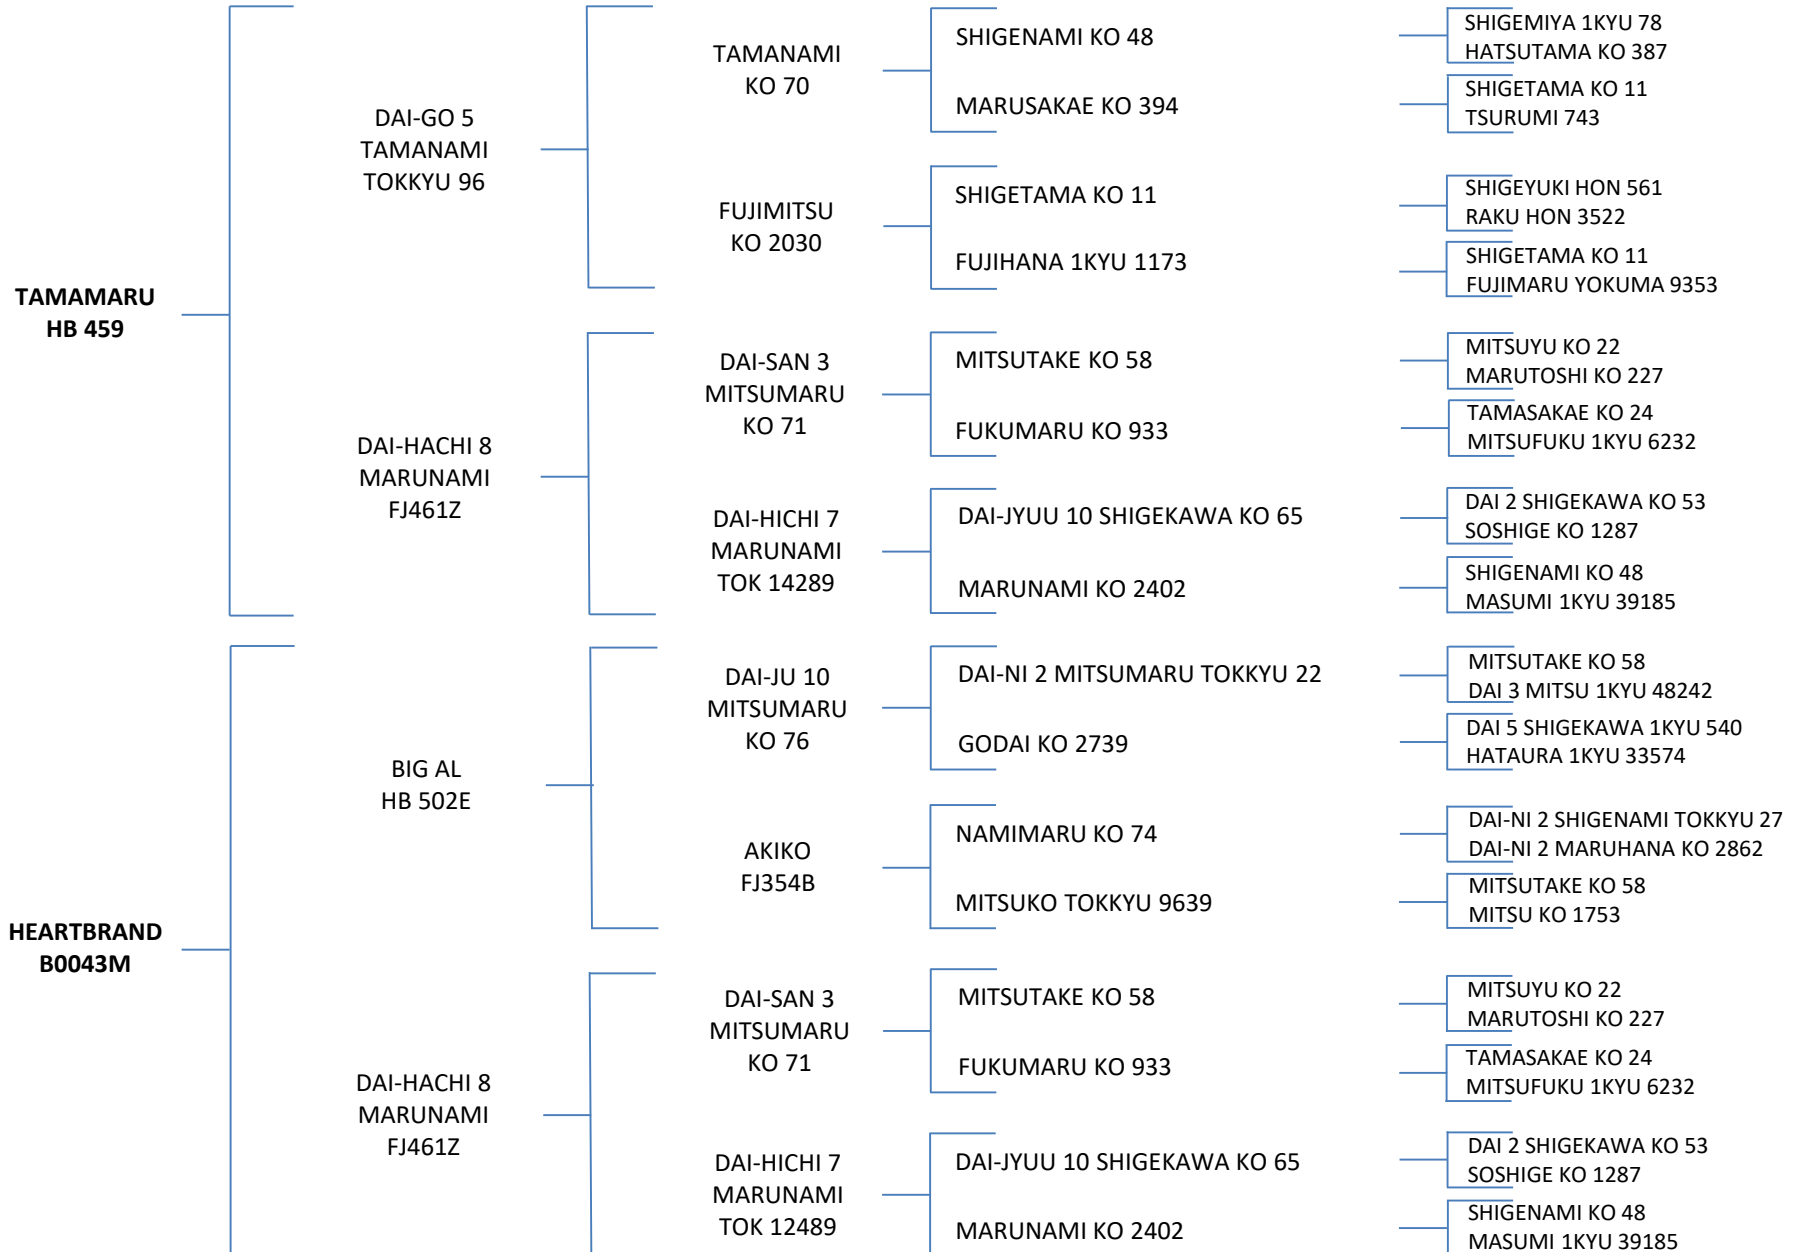 TAMAMARU
HB 459
DAI-GO 5
TAMANAMI
TOKKYU 96
TAMANAMI
KO 70
SHIGENAMI KO 48
SHIGEMIYA 1KYU 78
HATSUTAMA KO 387
MARUSAKAE KO 394
SHIGETAMA KO 11
TSURUMI 743
FUJIMITSU
KO 2030
SHIGETAMA KO 11
SHIGEYUKI HON 561
RAKU HON 3522
FUJIHANA 1KYU 1173
SHIGETAMA KO 11
FUJIMARU YOKUMA 9353
DAI-HACHI 8
MARUNAMI
FJ461Z
DAI-SAN 3
MITSUMARU
KO 71
MITSUTAKE KO 58
MITSUYU KO 22
MARUTOSHI KO 227
FUKUMARU KO 933
TAMASAKAE KO 24
MITSUFUKU 1KYU 6232
DAI-HICHI 7
MARUNAMI
TOK 14289
DAI-JYUU 10 SHIGEKAWA KO 65
DAI 2 SHIGEKAWA KO 53
SOSHIGE KO 1287
MARUNAMI KO 2402
SHIGENAMI KO 48
MASUMI 1KYU 39185
HEARTBRAND
B0043M
BIG AL
HB 502E
DAI-JU 10
MITSUMARU
KO 76
DAI-NI 2 MITSUMARU TOKKYU 22
MITSUTAKE KO 58
DAI 3 MITSU 1KYU 48242
GODAI KO 2739
DAI 5 SHIGEKAWA 1KYU 540
HATAURA 1KYU 33574
AKIKO
FJ354B
NAMIMARU KO 74
DAI-NI 2 SHIGENAMI TOKKYU 27
DAI-NI 2 MARUHANA KO 2862
MITSUKO TOKKYU 9639
MITSUTAKE KO 58
MITSU KO 1753
DAI-HACHI 8
MARUNAMI
FJ461Z
DAI-SAN 3
MITSUMARU
KO 71
MITSUTAKE KO 58
MITSUYU KO 22
MARUTOSHI KO 227
FUKUMARU KO 933
TAMASAKAE KO 24
MITSUFUKU 1KYU 6232
DAI-HICHI 7
MARUNAMI
TOK 12489
DAI-JYUU 10 SHIGEKAWA KO 65
DAI 2 SHIGEKAWA KO 53
SOSHIGE KO 1287
MARUNAMI KO 2402
SHIGENAMI KO 48
MASUMI 1KYU 39185